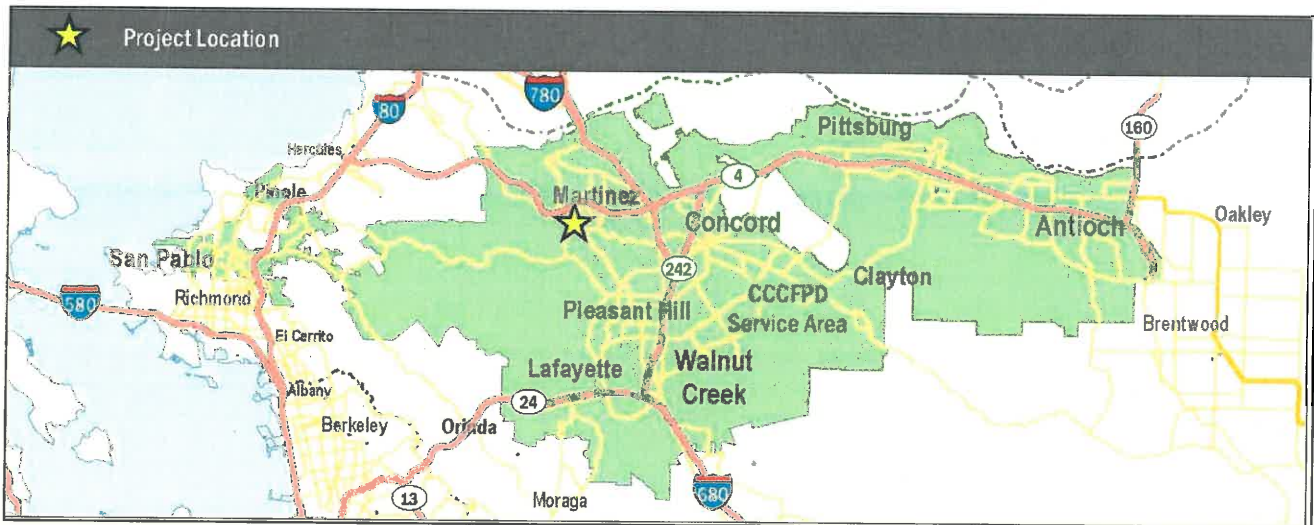 Project Location
80
780
160
Pittsburg
Hercules
4
Pinole
Martinez
Concord
Antioch
Oakley
San Pablo
242
Clayton
580
Richmond
Pleasant Hill
CCCFPD
Service Area
Brentwood
El Cerrito
Lafayette
Walnut
Creek
Albany
24
Berkeley
Orinda
13
Moraga
680